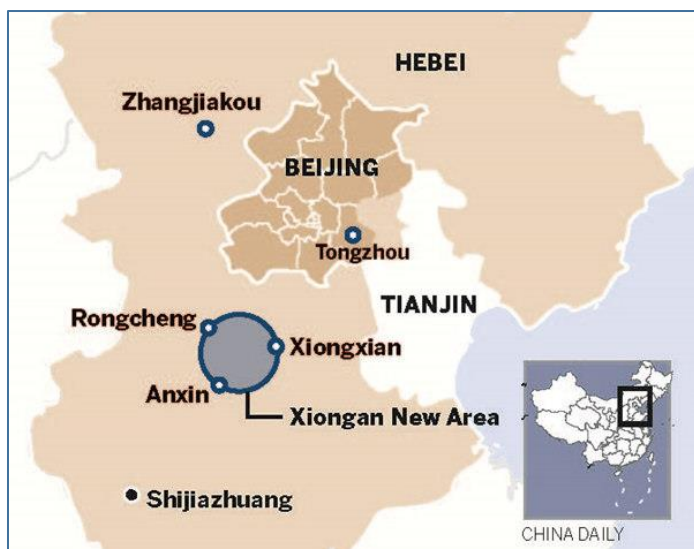 HEBEI
Zhangjiakou
BEIJING
Tongzhou
TIANJIN
Rongcheng
Xiongxian
Anxin
Xiongan New Area
Shijiazhuang
CHINA DAILY